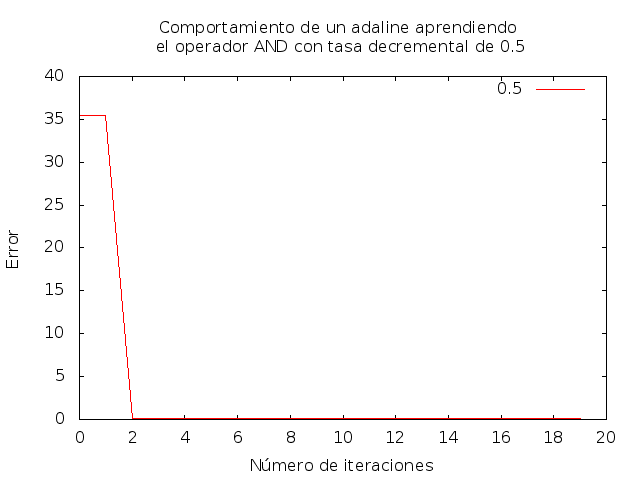 Comportamiento de un adaline aprendiendo
el operador AND con tasa decremental de 0.5
0.5
40
35
30
25
20
15
10
5
0
Error
0 2 4 6 8 10 12 14 16 18 20
Número de iteraciones